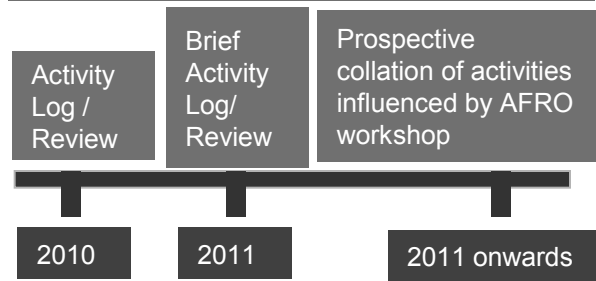 Activity
Log /
Review
Brief
Activity
Log/
Review
Prospective
collation of activities
influenced by AFRO
workshop
2010
2011
2011 onwards